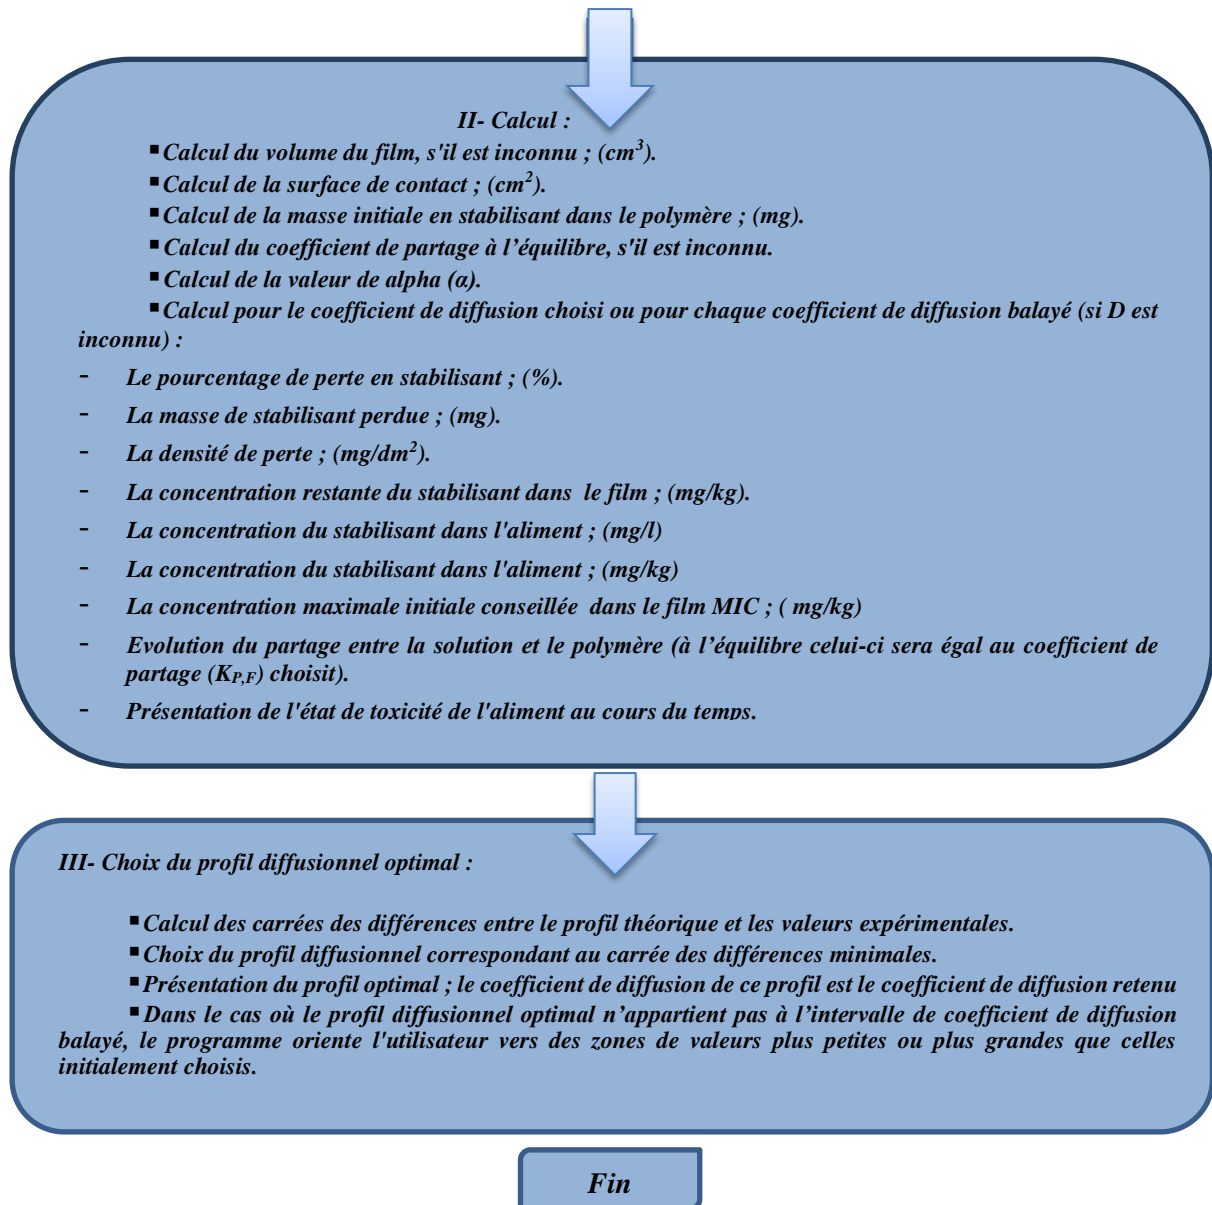 II- Calcul :
▪Calcul du volume du film, s'il est inconnu ; (cm³).
▪Calcul de la surface de contact ; (cm²).
▪Calcul de la masse initiale en stabilisant dans le polymère ; (mg).
▪Calcul du coefficient de partage à l’équilibre, s'il est inconnu.
▪Calcul de la valeur de alpha (α).
▪Calcul pour le coefficient de diffusion choisi ou pour chaque coefficient de diffusion balayé (si D est
inconnu) :
- Le pourcentage de perte en stabilisant ; (%).
- La masse de stabilisant perdue ; (mg).
- La densité de perte ; (mg/dm²).
- La concentration restante du stabilisant dans le film ; (mg/kg).
- La concentration du stabilisant dans l'aliment ; (mg/l)
- La concentration du stabilisant dans l'aliment ; (mg/kg)
- La concentration maximale initiale conseillée dans le film MIC ; ( mg/kg)
- Evolution du partage entre la solution et le polymère (à l’équilibre celui-ci sera égal au coefficient de
partage (K_P,F) choisit).
- Présentation de l'état de toxicité de l'aliment au cours du temps.
III- Choix du profil diffusionnel optimal :
▪Calcul des carrées des différences entre le profil théorique et les valeurs expérimentales.
▪Choix du profil diffusionnel correspondant au carrée des différences minimales.
▪Présentation du profil optimal ; le coefficient de diffusion de ce profil est le coefficient de diffusion retenu
▪Dans le cas où le profil diffusionnel optimal n’appartient pas à l’intervalle de coefficient de diffusion
balayé, le programme oriente l'utilisateur vers des zones de valeurs plus petites ou plus grandes que celles
initialement choisis.
Fin